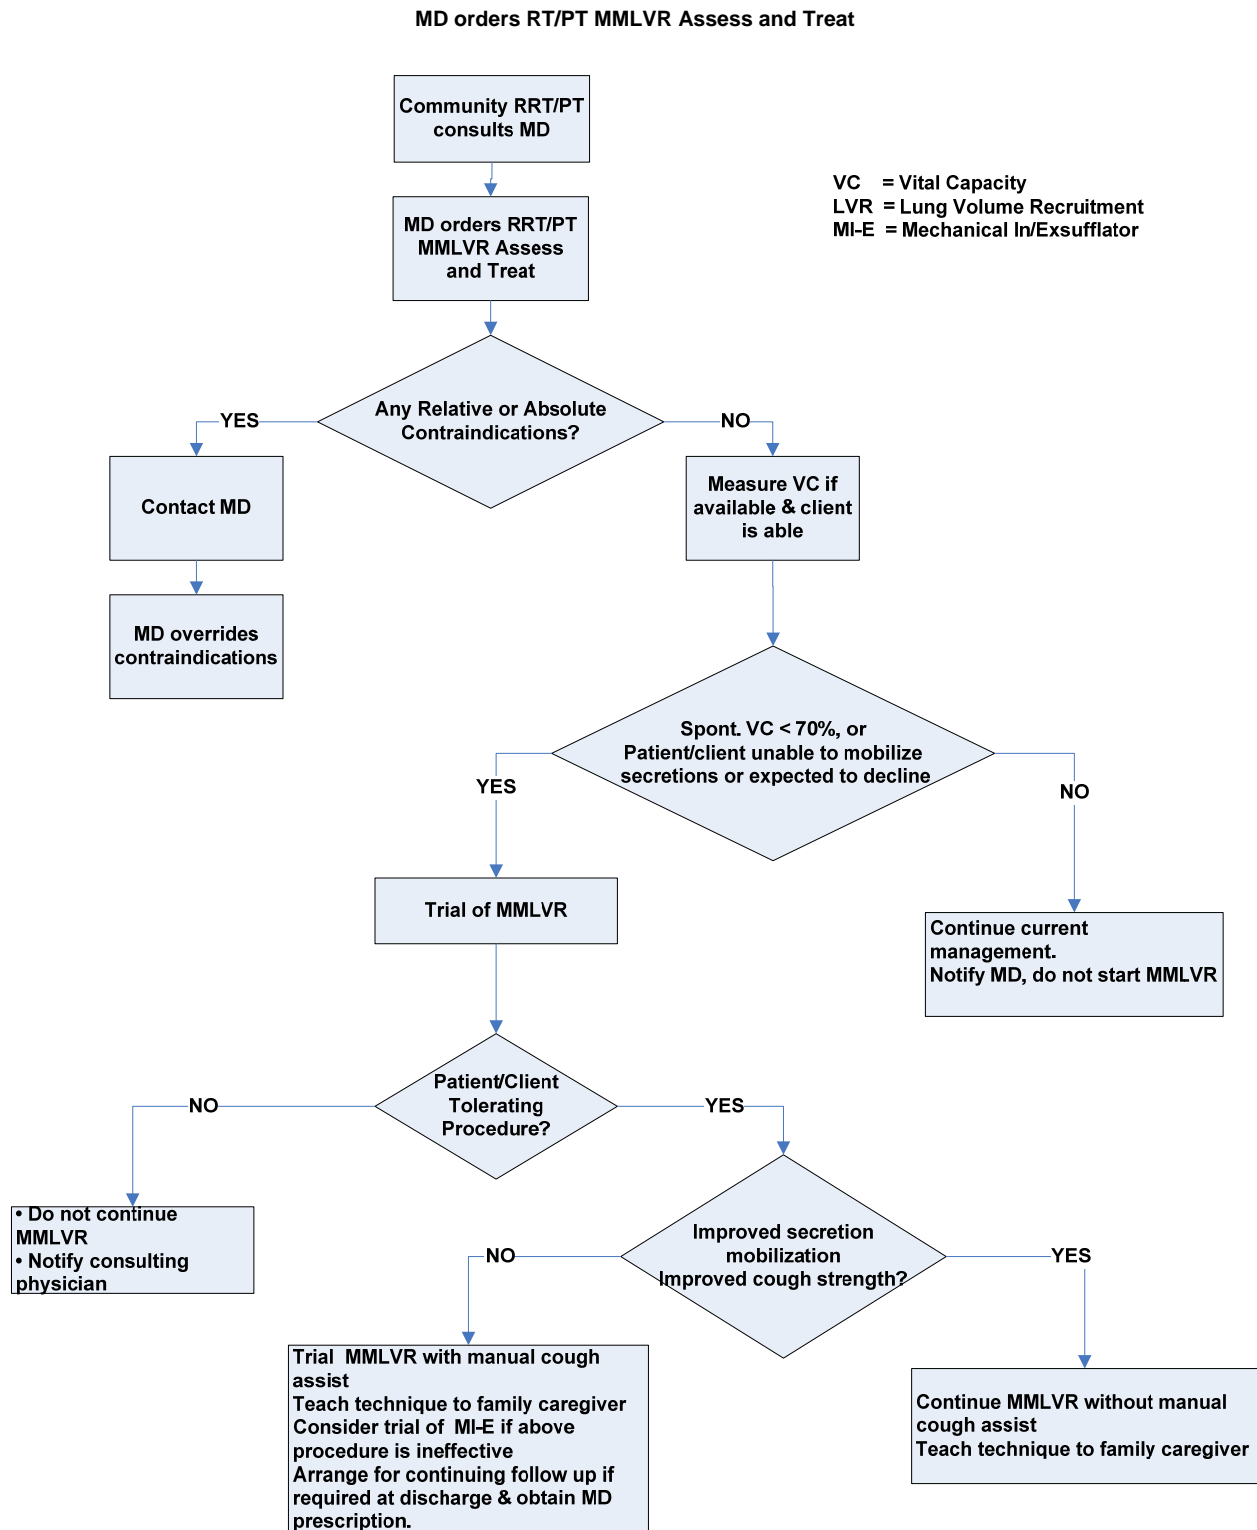 MD orders RT/PT MMLVR Assess and Treat
Community RRT/PT
consults MD
VC = Vital Capacity
LVR = Lung Volume Recruitment
MI-E = Mechanical In/Exsufflator
MD orders RRT/PT
MMLVR Assess
and Treat
Any Relative or Absolute
Contraindications?
YES
NO
Contact MD
Measure VC if
available & client
is able
MD overrides
contraindications
Spont. VC < 70%, or
Patient/client unable to mobilize
secretions or expected to decline
YES
NO
Trial of MMLVR
Continue current
management.
Notify MD, do not start MMLVR
Patient/Client
Tolerating
Procedure?
NO
YES
• Do not continue
MMLVR
• Notify consulting
physician
Improved secretion
mobilization
Improved cough strength?
NO
YES
Trial MMLVR with manual cough
assist
Teach technique to family caregiver
Consider trial of MI-E if above
procedure is ineffective
Arrange for continuing follow up if
required at discharge & obtain MD
prescription.
Continue MMLVR without manual
cough assist
Teach technique to family caregiver